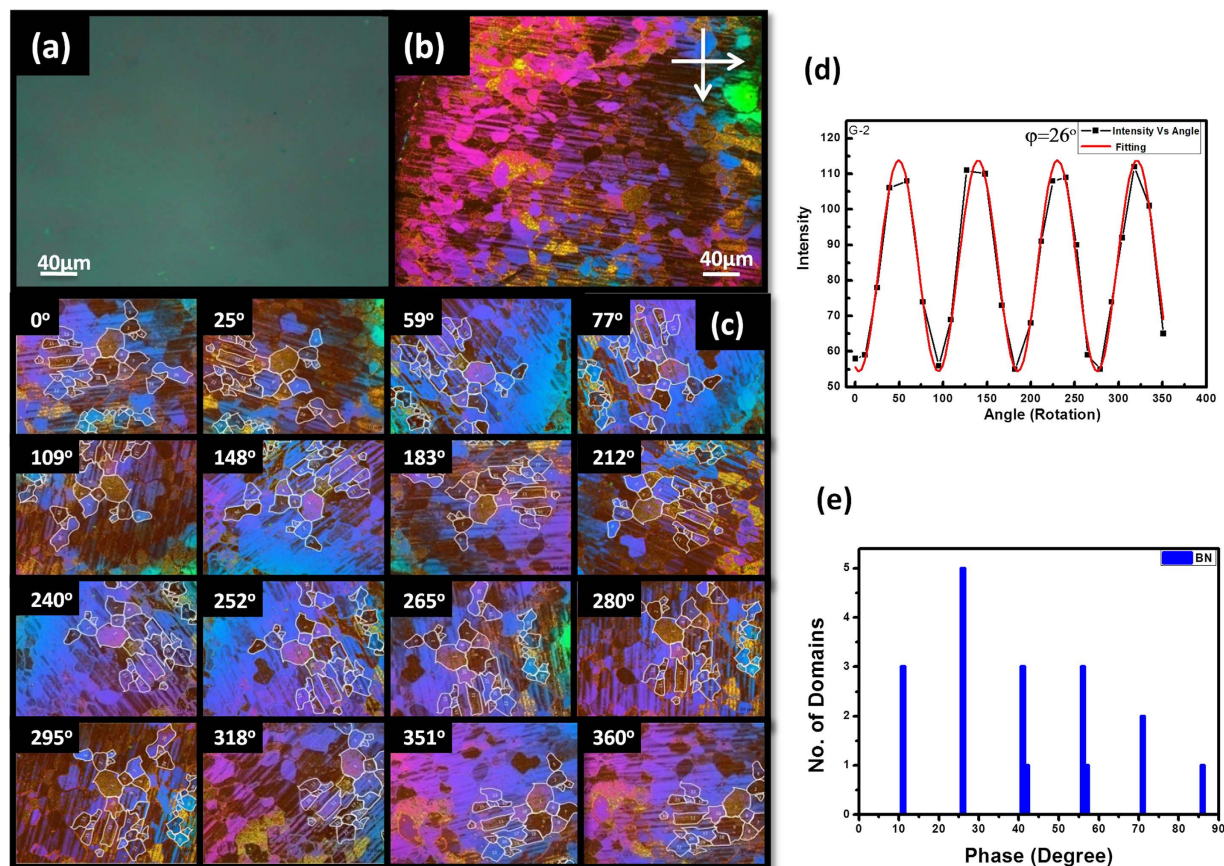 (a)
40µm
(b)
40µm
(c)
0º
25º
59º
77º
109º
148º
183º
212º
240º
252º
265º
280º
295º
318º
351º
360º
(d)
G-2
φ=26º
Intensity Vs Angle
Fitting
Intensity
120
110
100
90
80
70
60
50
0
50
100
150
200
250
300
350
400
Angle (Rotation)
(e)
BN
No. of Domains
5
4
3
2
1
0
0
10
20
30
40
50
60
70
80
90
Phase (Degree)